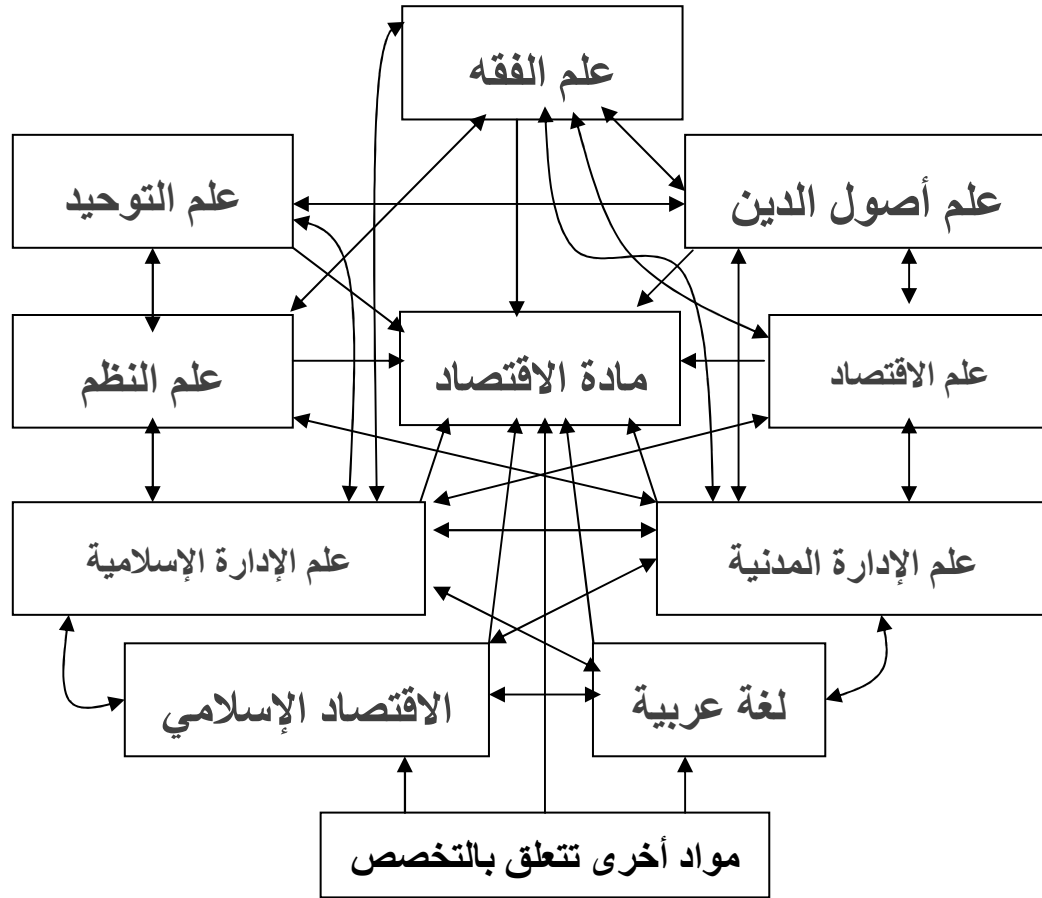 علم الفقه
علم أصول الدين
علم التوحيد
علم الاقتصاد
مادة الاقتصاد
علم النظم
علم الإدارة المدنية
علم الإدارة الإسلامية
لغة عربية
الاقتصاد الإسلامي
مواد أخرى تتعلق بالتخصص